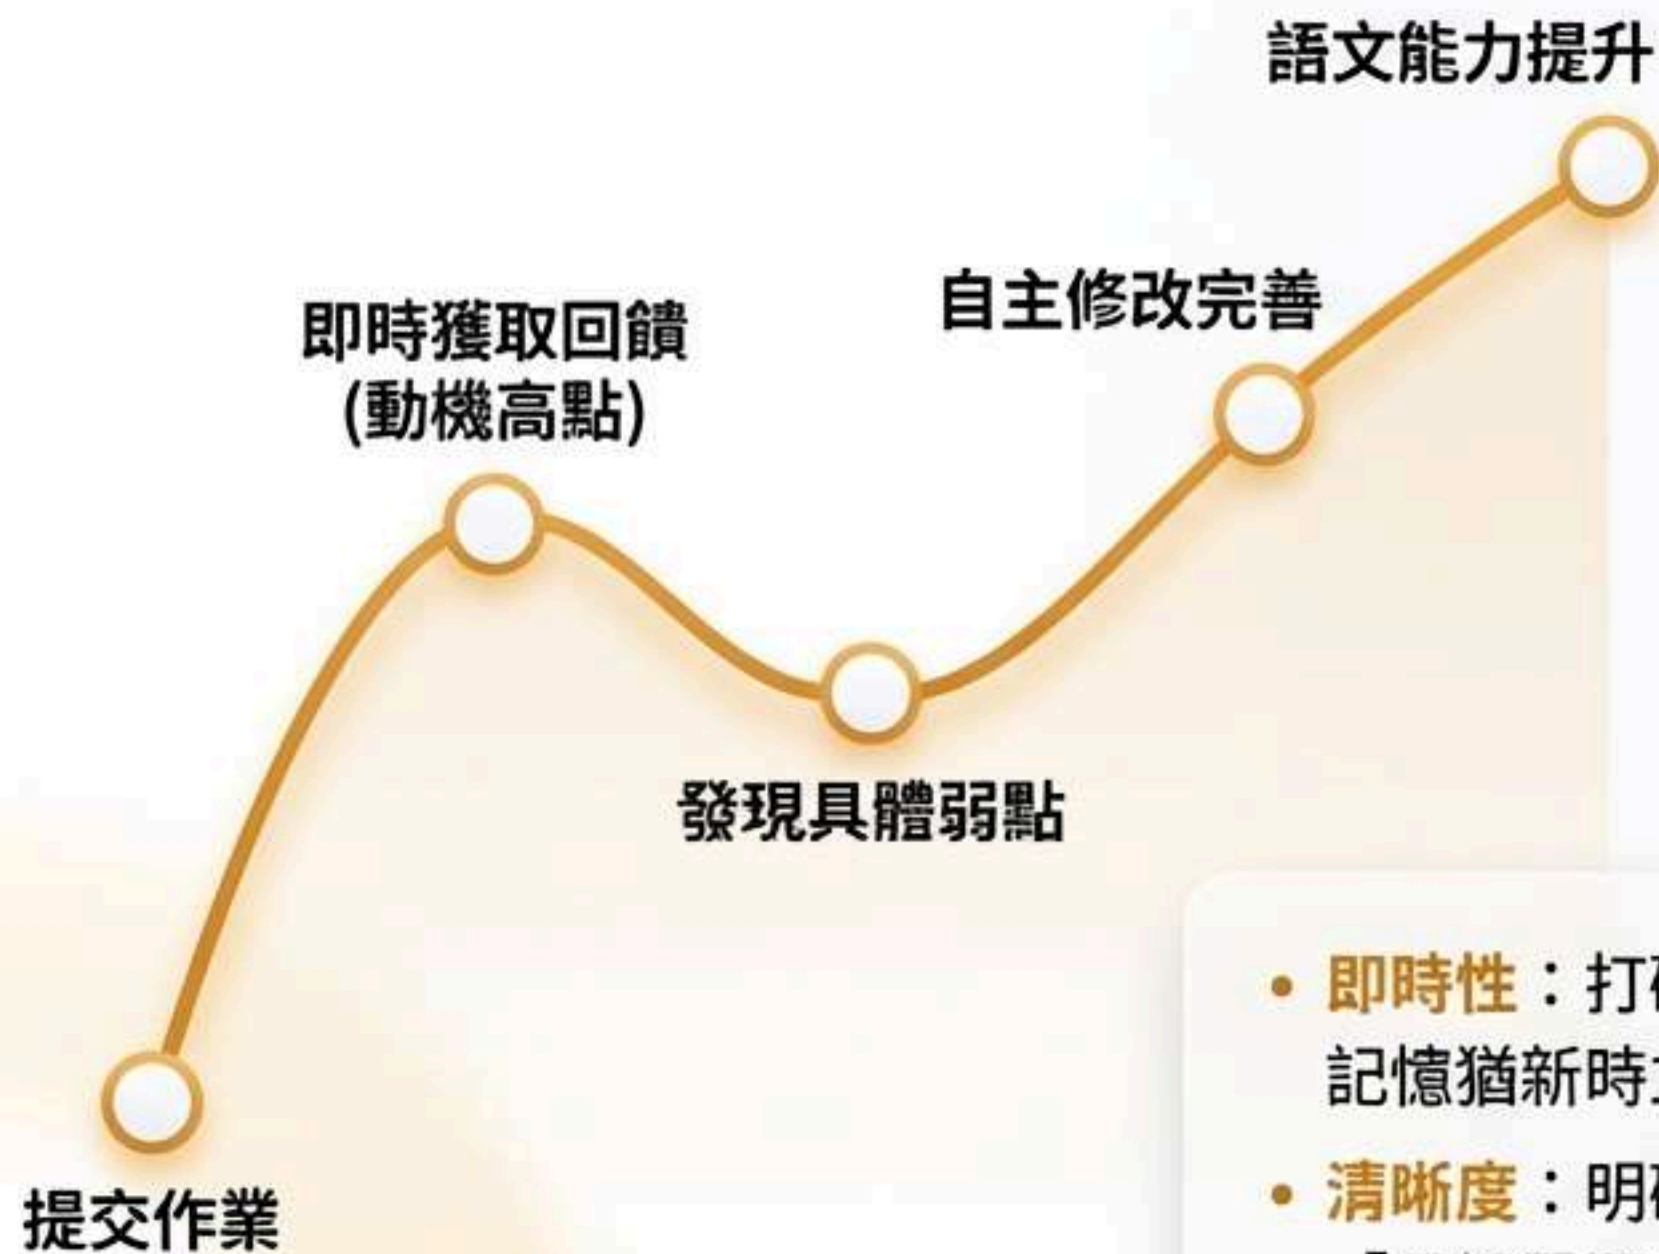 語文能力提升
自主修改完善
即時獲取回饋
(動機高點)
發現具體弱點
提交作業
• 即時性：打
記憶猶新時
• 清晰度：明